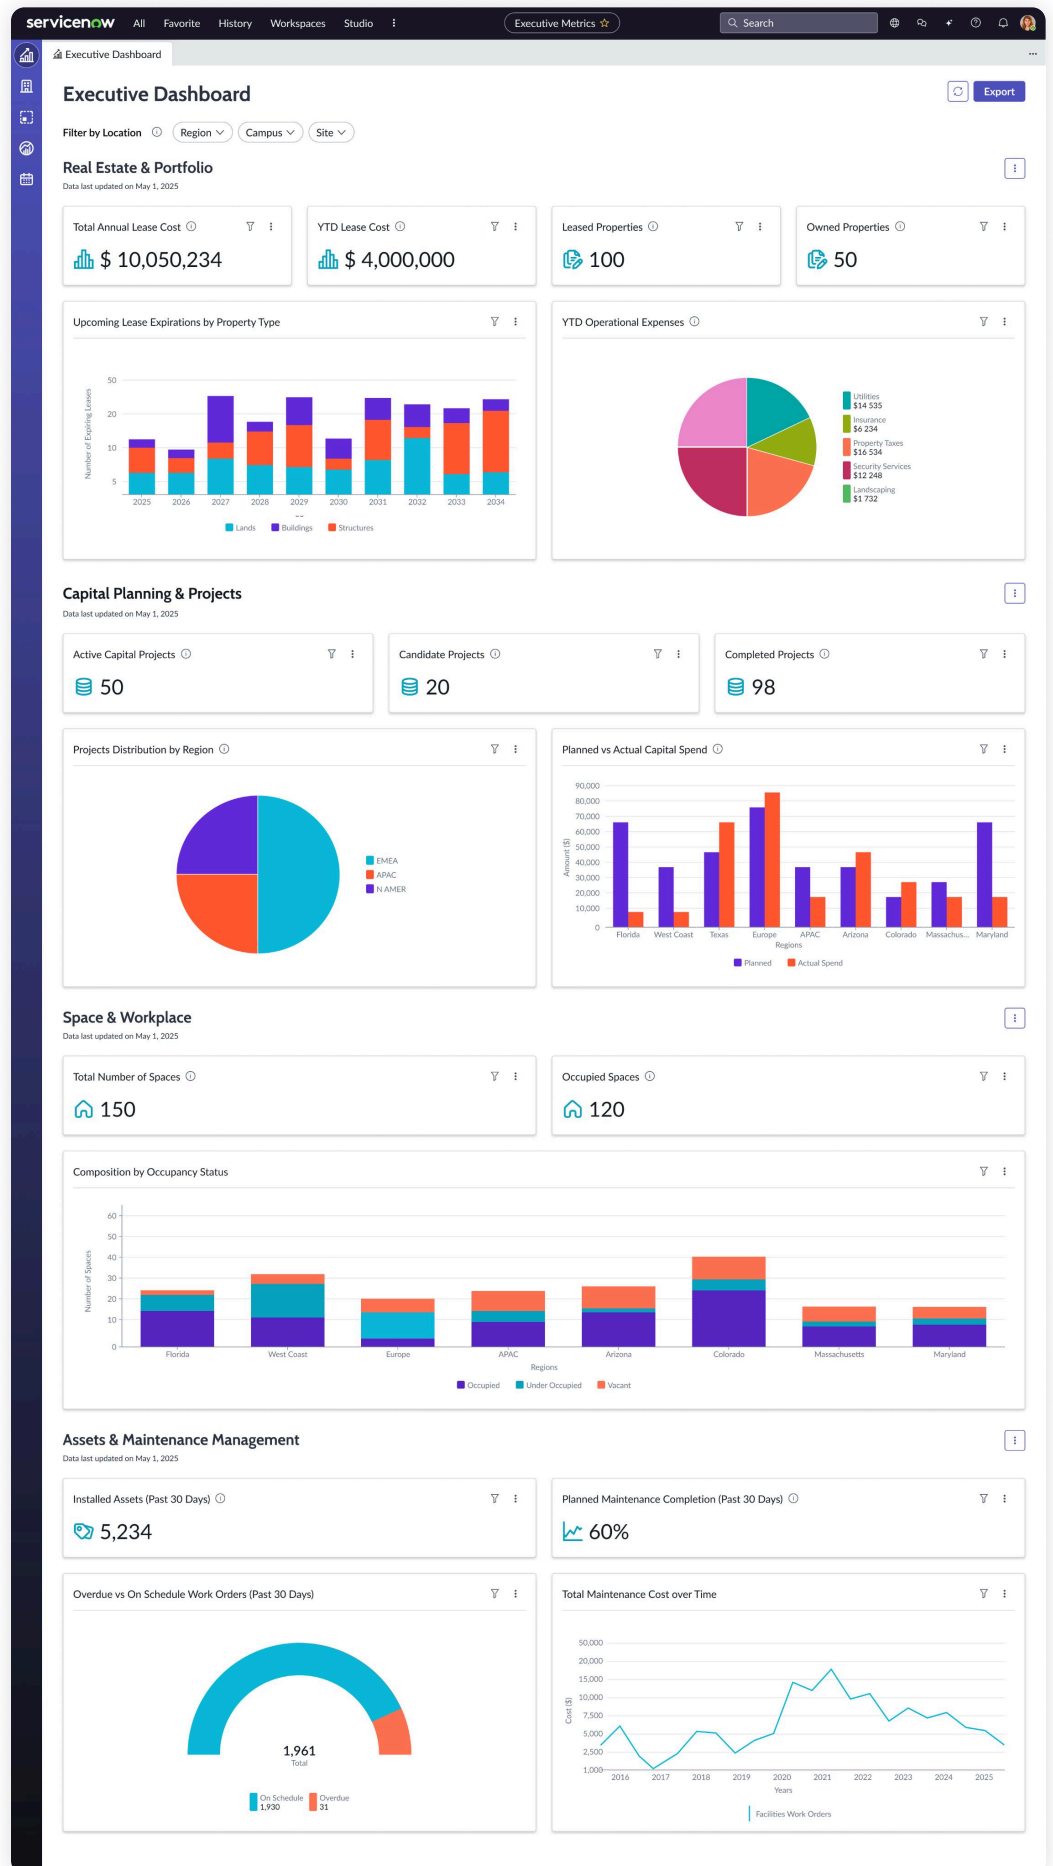 servicenow All Favorite History Workspaces Studio Executive Metrics Search
Executive Dashboard
Executive Dashboard
Export
Filter by Location Region Campus Site
Real Estate & Portfolio
Data last updated on May 1, 2025
Total Annual Lease Cost
$ 10,050,234
YTD Lease Cost
$ 4,000,000
Leased Properties
100
Owned Properties
50
Upcoming Lease Expirations by Property Type
Number of Expiring Leases
50
20
10
5
2025 2026 2027 2028 2029 2030 2031 2032 2033 2034
Lands Buildings Structures
YTD Operational Expenses
Utilities
$14 535
Insurance
$6 234
Property Taxes
$16 534
Security Services
$12 248
Landscaping
$1 732
Capital Planning & Projects
Data last updated on May 1, 2025
Active Capital Projects
50
Candidate Projects
20
Completed Projects
98
Projects Distribution by Region
EMEA
APAC
N AMER
Planned vs Actual Capital Spend
Amount ($)
90,000
80,000
70,000
60,000
50,000
40,000
30,000
20,000
10,000
0
Florida West Coast Texas Europe APAC Arizona Colorado Massachus... Maryland
Regions
Planned Actual Spend
Space & Workplace
Data last updated on May 1, 2025
Total Number of Spaces
150
Occupied Spaces
120
Composition by Occupancy Status
Number of Spaces
60
50
40
30
20
10
0
Florida West Coast Europe APAC Arizona Colorado Massachusetts Maryland
Regions
Occupied Under Occupied Vacant
Assets & Maintenance Management
Data last updated on May 1, 2025
Installed Assets (Past 30 Days)
5,234
Planned Maintenance Completion (Past 30 Days)
60%
Overdue vs On Schedule Work Orders (Past 30 Days)
1,961
Total
On Schedule
1,930
Overdue
31
Total Maintenance Cost over Time
Cost ($)
50,000
20,000
15,000
10,000
7,500
5,000
2,500
1,000
2016 2017 2018 2019 2020 2021 2022 2023 2024 2025
Years
Facilities Work Orders